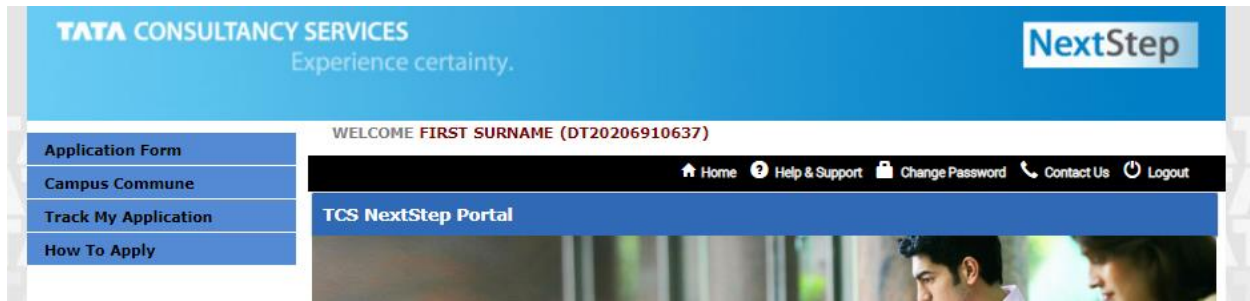 TATA CONSULTANCY SERVICES
Experience certainty.
NextStep
WELCOME FIRST SURNAME (DT20206910637)
Home Help & Support Change Password Contact Us Logout
Application Form
Campus Commune
Track My Application
How To Apply
TCS NextStep Portal